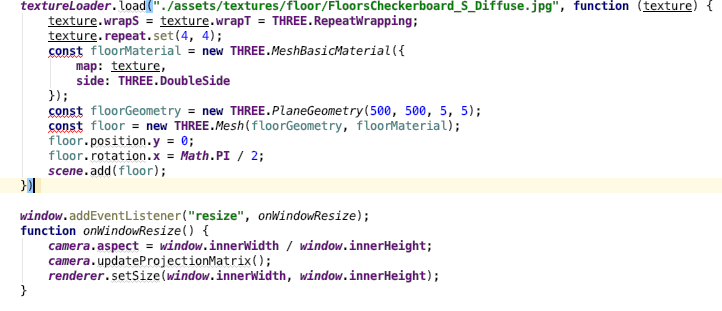 textureLoader.load("./assets/textures/floor/FloorsCheckerboard_S_Diffuse.jpg", function (texture) {
    texture.wrapS = texture.wrapT = THREE.RepeatWrapping;
    texture.repeat.set(4, 4);
    const floorMaterial = new THREE.MeshBasicMaterial({
        map: texture,
        side: THREE.DoubleSide
    });
    const floorGeometry = new THREE.PlaneGeometry(500, 500, 5, 5);
    const floor = new THREE.Mesh(floorGeometry, floorMaterial);
    floor.position.y = 0;
    floor.rotation.x = Math.PI / 2;
    scene.add(floor);
})

window.addEventListener("resize", onWindowResize);
function onWindowResize() {
    camera.aspect = window.innerWidth / window.innerHeight;
    camera.updateProjectionMatrix();
    renderer.setSize(window.innerWidth, window.innerHeight);
}